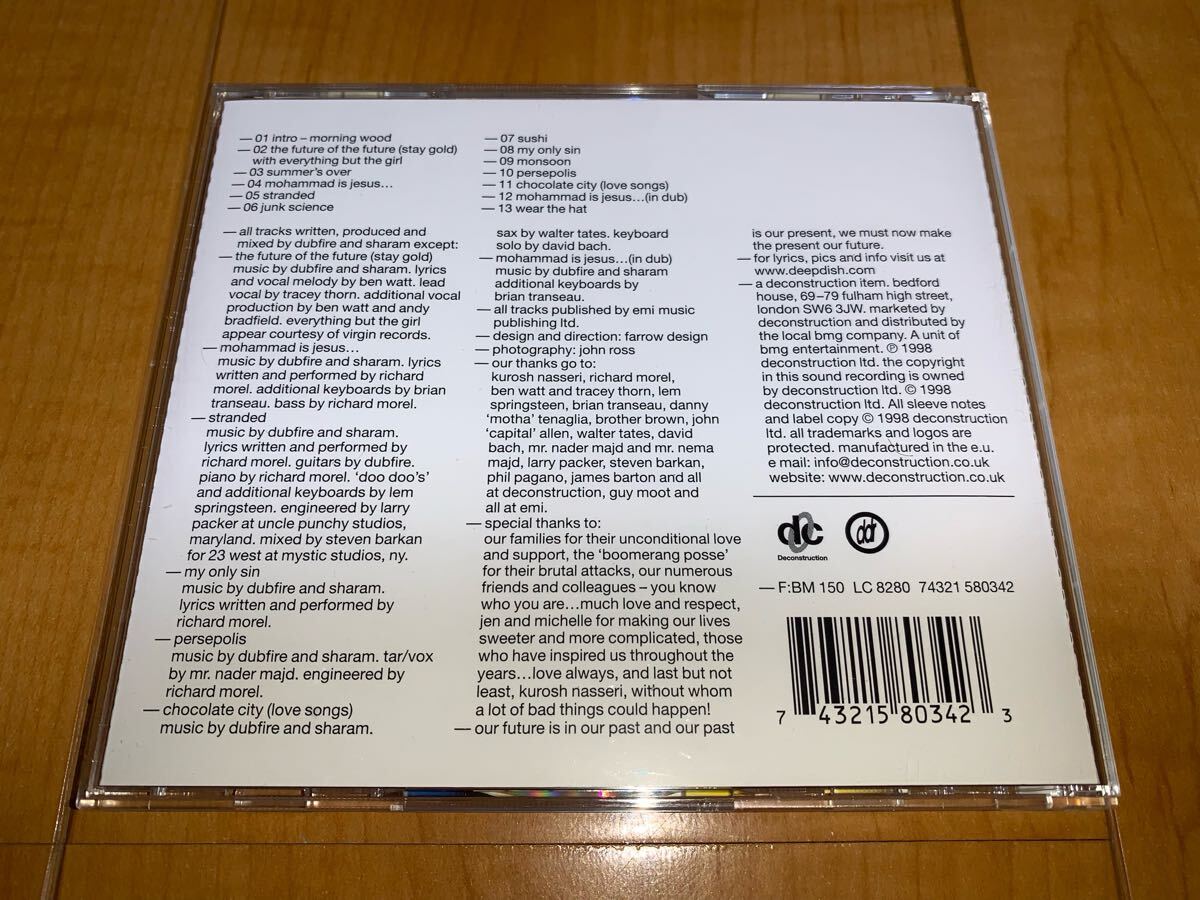 — 01 intro – morning wood
— 02 the future of the future (stay gold)
with everything but the girl
— 03 summer's over
— 04 mohammad is jesus...
— 05 stranded
— 06 junk science
— 07 sushi
— 08 my only sin
— 09 monsoon
— 10 persepolis
— 11 chocolate city (love songs)
— 12 mohammad is jesus...(in dub)
— 13 wear the hat
— all tracks written, produced and
mixed by dubfire and sharam except:
— the future of the future (stay gold)
music by dubfire and sharam. lyrics
and vocal melody by ben watt. lead
vocal by tracey thorn. additional vocal
production by ben watt and andy
bradfield. everything but the girl
appear courtesy of virgin records.
— mohammad is jesus...
music by dubfire and sharam. lyrics
written and performed by richard
morel. additional keyboards by brian
transeau. bass by richard morel.
— stranded
music by dubfire and sharam.
lyrics written and performed by
richard morel. guitars by dubfire.
piano by richard morel. 'doo doo's'
and additional keyboards by lem
springsteen. engineered by larry
packer at uncle punchy studios,
maryland. mixed by steven barkan
for 23 west at mystic studios, ny.
— my only sin
music by dubfire and sharam.
lyrics written and performed by
richard morel.
— persepolis
music by dubfire and sharam. tar/vox
by mr. nader majd. engineered by
richard morel.
— chocolate city (love songs)
music by dubfire and sharam.
sax by walter tates. keyboard
solo by david bach.
— mohammad is jesus...(in dub)
music by dubfire and sharam
additional keyboards by
brian transeau.
— all tracks published by emi music
publishing ltd.
— design and direction: farrow design
— photography: john ross
— our thanks go to:
kurosh nasseri, richard morel,
ben watt and tracey thorn, lem
springsteen, brian transeau, danny
'motha' tenaglia, brother brown, john
'capital' allen, walter tates, david
bach, mr. nader majd and mr. nema
majd, larry packer, steven barkan,
phil pagano, james barton and all
at deconstruction, guy moot and
all at emi.
— special thanks to:
our families for their unconditional love
and support, the 'boomerang posse'
for their brutal attacks, our numerous
friends and colleagues – you know
who you are...much love and respect,
jen and michelle for making our lives
sweeter and more complicated, those
who have inspired us throughout the
years...love always, and last but not
least, kurosh nasseri, without whom
a lot of bad things could happen!
— our future is in our past and our past
is our present, we must now make
the present our future.
— for lyrics, pics and info visit us at
www.deepdish.com
— a deconstruction item. bedford
house, 69–79 fulham high street,
london SW6 3JW. marketed by
deconstruction and distributed by
the local bmg company. A unit of
bmg entertainment. ℗ 1998
deconstruction ltd. the copyright
in this sound recording is owned
by deconstruction ltd. © 1998
deconstruction ltd. All sleeve notes
and label copy © 1998 deconstruction
ltd. all trademarks and logos are
protected. manufactured in the e.u.
e mail: info@deconstruction.co.uk
website: www.deconstruction.co.uk
dc
Deconstruction
ddr
— F:BM 150 LC 8280 74321 580342
7 43215 80342 3